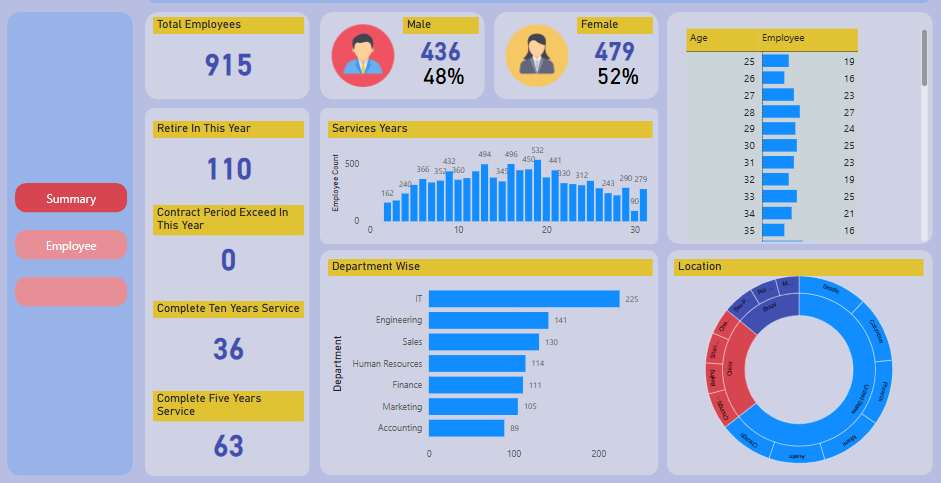 Summary
Employee
Total Employees
915
Male
436
48%
Female
479
52%
Retire In This Year
110
Contract Period Exceed In
This Year
0
Complete Ten Years Service
36
Complete Five Years
Service
63
Services Years
Employee Count
500
0
162
240
366
352
432
360
494
345
496
450
532
441
330
312
243
290
90
279
0
10
20
30
Department Wise
Department
IT 225
Engineering 141
Sales 130
Human Resources 114
Finance 111
Marketing 105
Accounting 89
0 100 200
Age Employee
25 19
26 16
27 23
28 27
29 24
30 25
31 23
32 19
33 25
34 21
35 16
Location
Seattle
Columbus
Phoenix
Miami
Austin
Chicago
United States
Chongq...
Beijing
Shan...
Che...
China
Sao P...
Rio...
M...
Brazil